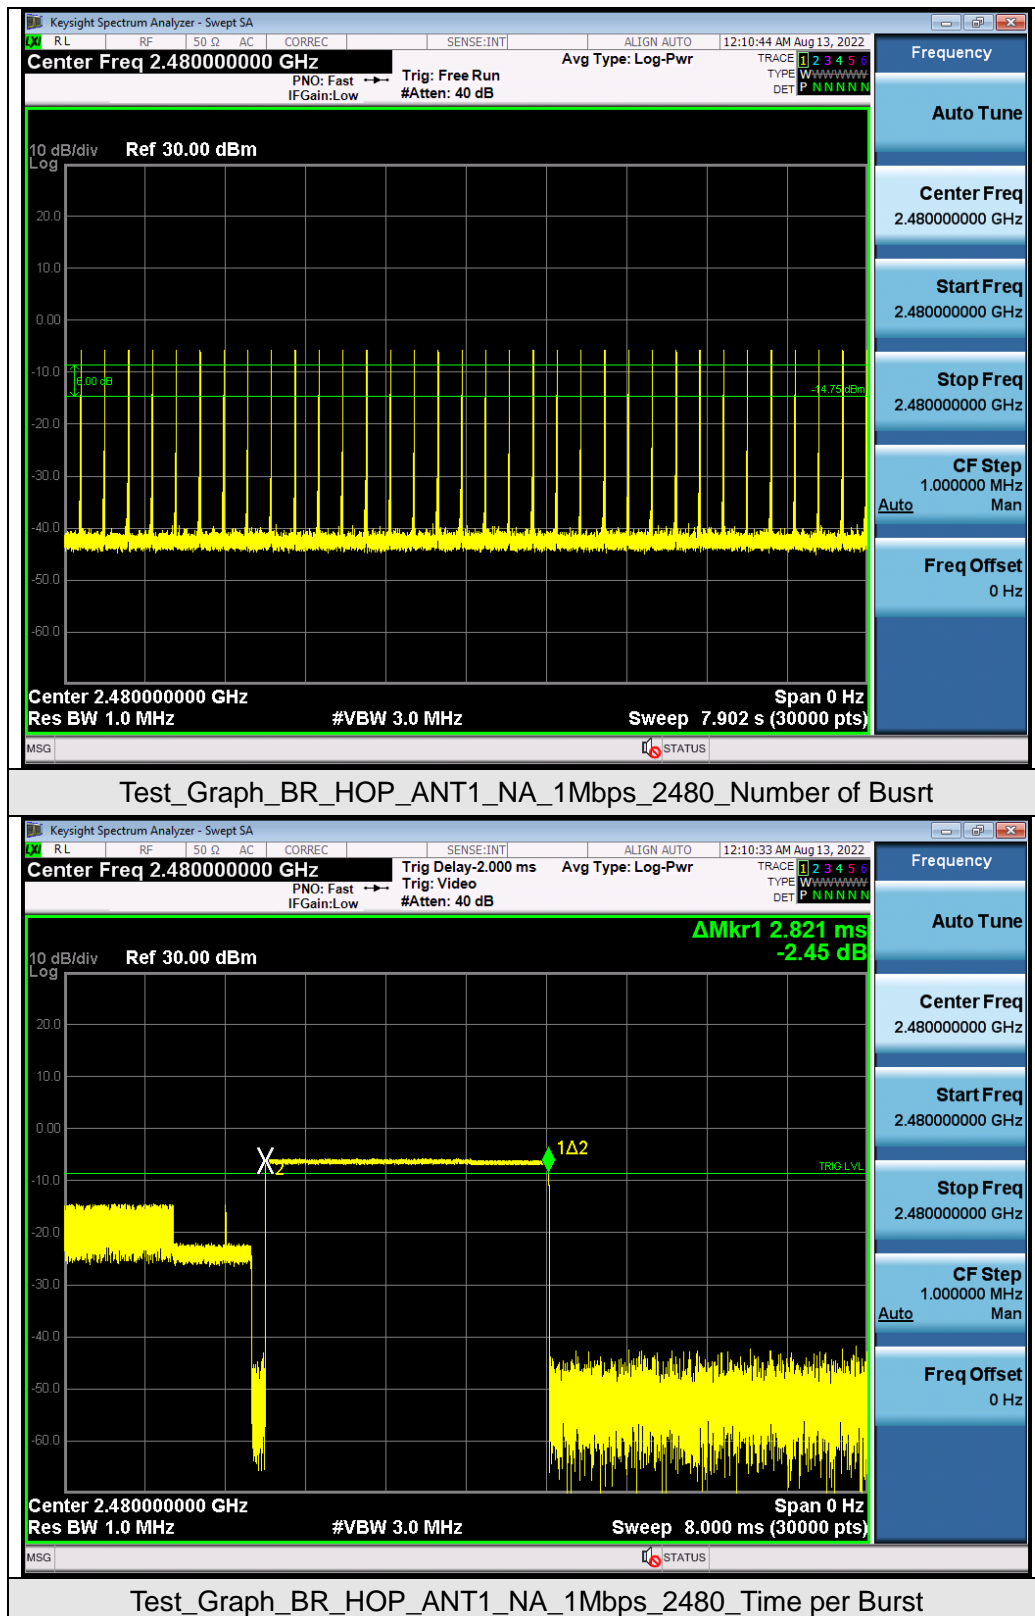 Keysight Spectrum Analyzer - Swept SA
LXI RL RF 50 Ω AC CORREC SENSE:INT ALIGN AUTO 12:10:44 AM Aug 13, 2022
Center Freq 2.480000000 GHz
PNO: Fast
IFGain:Low
Trig: Free Run
#Atten: 40 dB
Avg Type: Log-Pwr
TRACE 1 2 3 4 5 6
TYPE WWWWWW
DET P N N N N N
Frequency
Auto Tune
Center Freq
2.480000000 GHz
Start Freq
2.480000000 GHz
Stop Freq
2.480000000 GHz
CF Step
1.000000 MHz
Auto Man
Freq Offset
0 Hz
10 dB/div Ref 30.00 dBm
Log
20.0
10.0
0.00
-10.0
6.00 dB
-14.75 dBm
-20.0
-30.0
-40.0
-50.0
-60.0
Center 2.480000000 GHz Span 0 Hz
Res BW 1.0 MHz #VBW 3.0 MHz Sweep 7.902 s (30000 pts)
MSG STATUS
Test_Graph_BR_HOP_ANT1_NA_1Mbps_2480_Number of Busrt
Keysight Spectrum Analyzer - Swept SA
LXI RL RF 50 Ω AC CORREC SENSE:INT ALIGN AUTO 12:10:33 AM Aug 13, 2022
Center Freq 2.480000000 GHz
PNO: Fast
IFGain:Low
Trig Delay-2.000 ms
Trig: Video
#Atten: 40 dB
Avg Type: Log-Pwr
TRACE 1 2 3 4 5 6
TYPE WWWWWW
DET P N N N N N
Frequency
Auto Tune
Center Freq
2.480000000 GHz
Start Freq
2.480000000 GHz
Stop Freq
2.480000000 GHz
CF Step
1.000000 MHz
Auto Man
Freq Offset
0 Hz
ΔMkr1 2.821 ms
-2.45 dB
10 dB/div Ref 30.00 dBm
Log
20.0
10.0
0.00
1Δ2
2
TRIG LVL
-10.0
-20.0
-30.0
-40.0
-50.0
-60.0
Center 2.480000000 GHz Span 0 Hz
Res BW 1.0 MHz #VBW 3.0 MHz Sweep 8.000 ms (30000 pts)
MSG STATUS
Test_Graph_BR_HOP_ANT1_NA_1Mbps_2480_Time per Burst